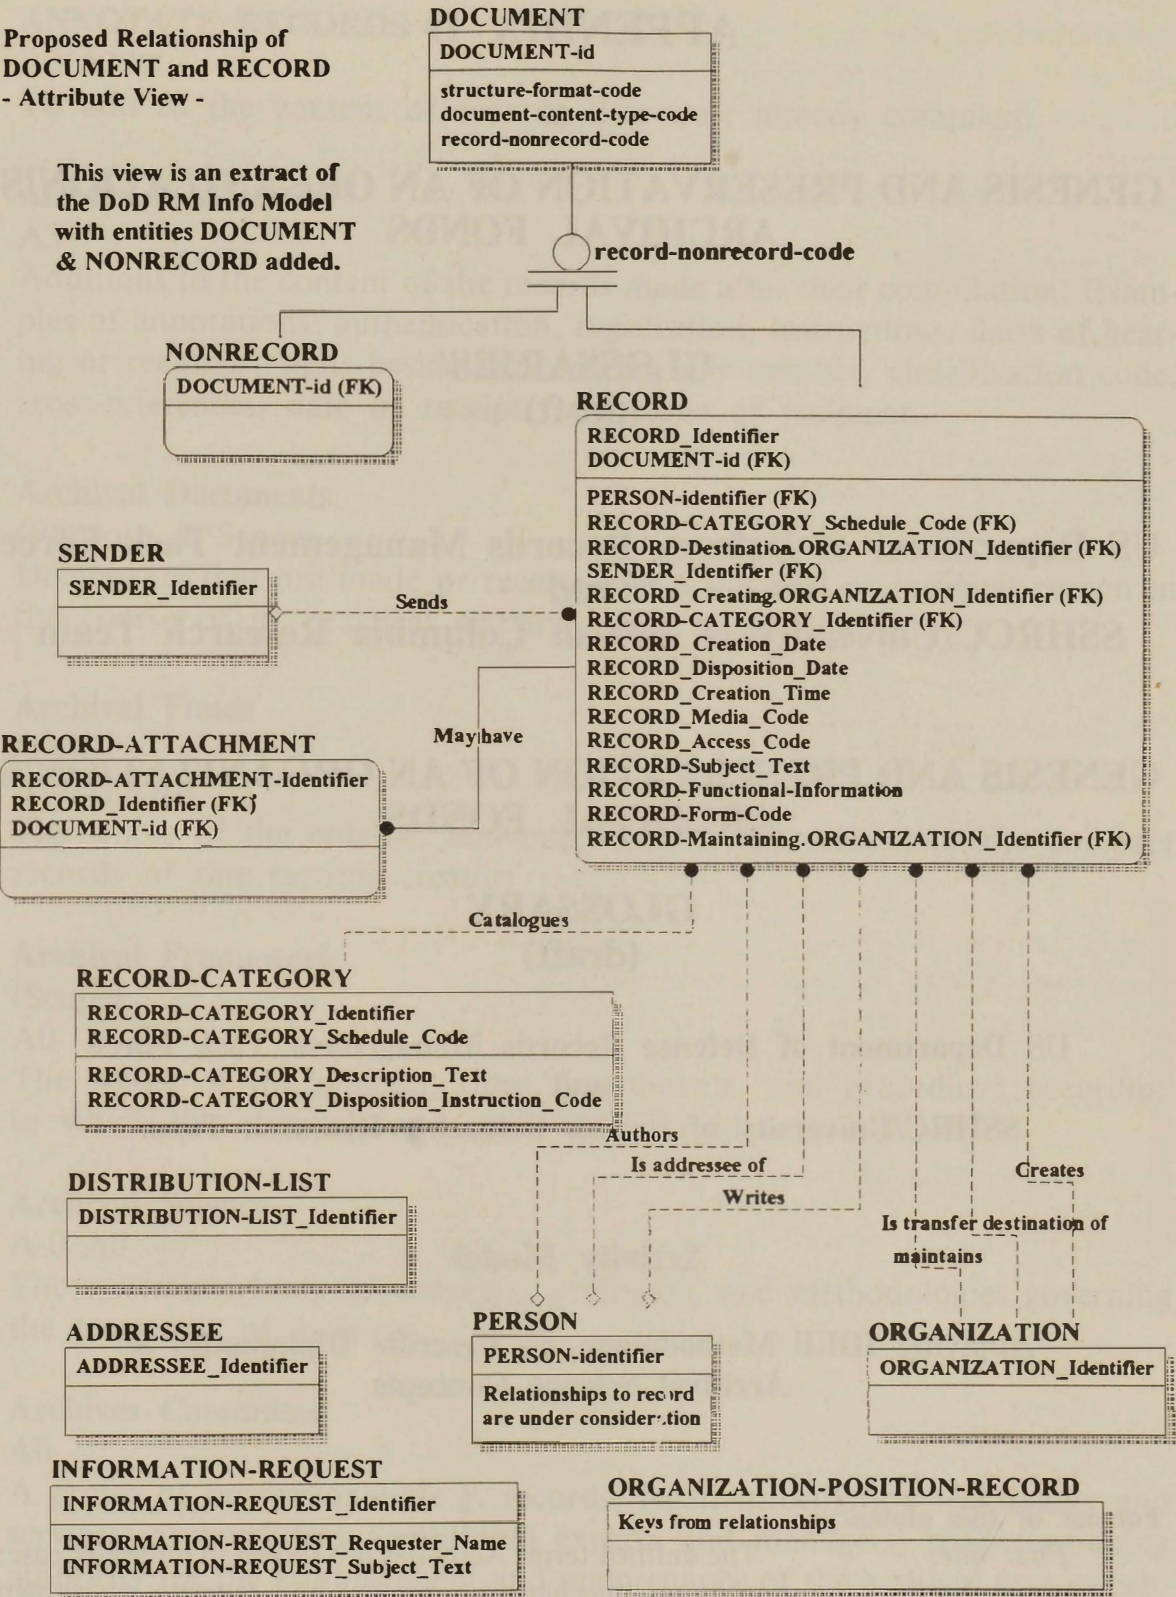 Proposed Relationship of
DOCUMENT and RECORD
- Attribute View -
This view is an extract of
the DoD RM Info Model
with entities DOCUMENT
& NONRECORD added.
DOCUMENT
DOCUMENT-id
structure-format-code
document-content-type-code
record-nonrecord-code
record-nonrecord-code
NONRECORD
DOCUMENT-id (FK)
RECORD
RECORD_Identifier
DOCUMENT-id (FK)
PERSON-identifier (FK)
RECORD-CATEGORY_Schedule_Code (FK)
RECORD-Destination.ORGANIZATION_Identifier (FK)
SENDER_Identifier (FK)
RECORD_Creating.ORGANIZATION_Identifier (FK)
RECORD-CATEGORY_Identifier (FK)
RECORD_Creation_Date
RECORD_Disposition_Date
RECORD_Creation_Time
RECORD_Media_Code
RECORD_Access_Code
RECORD-Subject_Text
RECORD-Functional-Information
RECORD-Form-Code
RECORD-Maintaining.ORGANIZATION_Identifier (FK)
SENDER
SENDER_Identifier
Sends
May have
RECORD-ATTACHMENT
RECORD-ATTACHMENT-Identifier
RECORD_Identifier (FK)
DOCUMENT-id (FK)
Catalogues
RECORD-CATEGORY
RECORD-CATEGORY_Identifier
RECORD-CATEGORY_Schedule_Code
RECORD-CATEGORY_Description_Text
RECORD-CATEGORY_Disposition_Instruction_Code
Authors
Is addressee of
Writes
Creates
Is transfer destination of
maintains
DISTRIBUTION-LIST
DISTRIBUTION-LIST_Identifier
ADDRESSEE
ADDRESSEE_Identifier
PERSON
PERSON-identifier
Relationships to record
are under consideration
ORGANIZATION
ORGANIZATION_Identifier
INFORMATION-REQUEST
INFORMATION-REQUEST_Identifier
INFORMATION-REQUEST_Requester_Name
INFORMATION-REQUEST_Subject_Text
ORGANIZATION-POSITION-RECORD
Keys from relationships